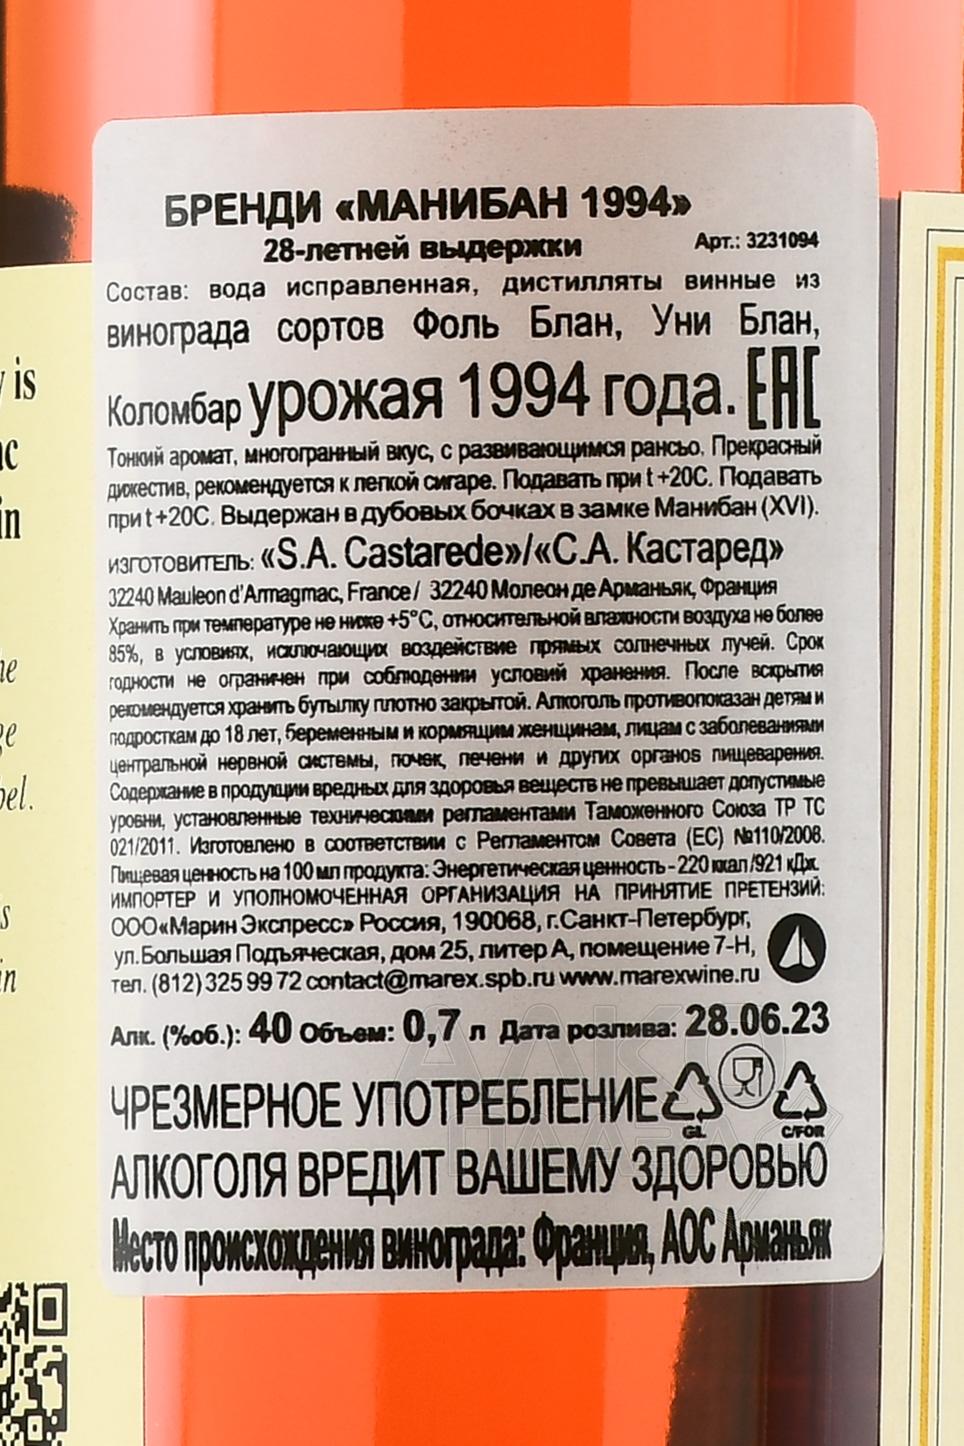 БРЕНДИ «МАНИБАН 1994»
28-летней выдержки Арт.: 3231094
Состав: вода исправленная, дистилляты винные из
винограда сортов Фоль Блан, Уни Блан,
Коломбар урожая 1994 года. EAC
Тонкий аромат, многогранный вкус, с развивающимся рансьо. Прекрасный
дижестив, рекомендуется к легкой сигаре. Подавать при t +20C. Подавать
при t +20C. Выдержан в дубовых бочках в замке Манибан (XVI).
ИЗГОТОВИТЕЛЬ: «S.A. Castarede»/«С.А. Кастаред»
32240 Mauleon d'Armagmac, France / 32240 Молеон де Арманьяк, Франция
Хранить при температуре не ниже +5°С, относительной влажности воздуха не более
85%, в условиях, исключающих воздействие прямых солнечных лучей. Срок
годности не ограничен при соблюдении условий хранения. После вскрытия
рекомендуется хранить бутылку плотно закрытой. Алкоголь противопоказан детям и
подросткам до 18 лет, беременным и кормящим женщинам, лицам с заболеваниями
центральной нервной системы, почек, печени и других органоs пищеварения.
Содержание в продукции вредных для здоровья веществ не превышает допустимые
уровни, установленные техническими регламентами Таможенного Союза ТР ТС
021/2011. Изготовлено в соответствии с Регламентом Совета (ЕС) №110/2008.
Пищевая ценность на 100 мл продукта: Энергетическая ценность - 220 ккал /921 кДж.
ИМПОРТЕР И УПОЛНОМОЧЕННАЯ ОРГАНИЗАЦИЯ НА ПРИНЯТИЕ ПРЕТЕНЗИЙ:
ООО«Марин Экспресс» Россия, 190068, г.Санкт-Петербург,
ул.Большая Подъяческая, дом 25, литер А, помещение 7-Н,
тел. (812) 325 99 72 contact@marex.spb.ru www.marexwine.ru
Алк. (%об.): 40 Объем: 0,7 л Дата розлива: 28.06.23
ЧРЕЗМЕРНОЕ УПОТРЕБЛЕНИЕ
GL C/FOR
АЛКОГОЛЯ ВРЕДИТ ВАШЕМУ ЗДОРОВЬЮ
Место происхождения винограда: Франция, АОС Арманьяк
is
in